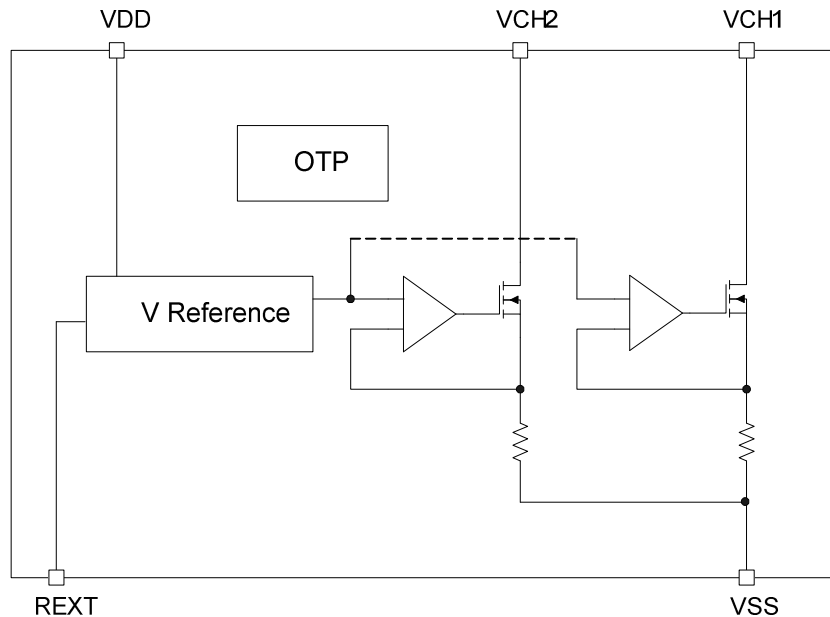 VDD
VCH2
VCH1
OTP
V Reference
REXT
VSS